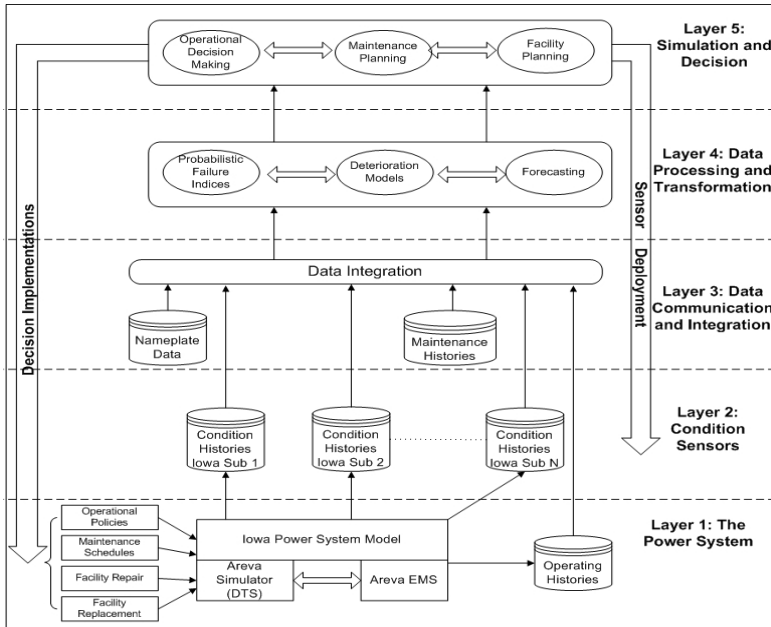 Operational
Decision
Making
Maintenance
Planning
Facility
Planning
Layer 5:
Simulation and
Decision
Probabilistic
Failure
Indices
Deterioration
Models
Forecasting
Layer 4: Data
Processing and
Transformation
Sensor Deployment
Decision Implementations
Data Integration
Nameplate
Data
Maintenance
Histories
Layer 3: Data
Communication
and Integration
Condition
Histories
Iowa Sub 1
Condition
Histories
Iowa Sub 2
Condition
Histories
Iowa Sub N
Layer 2:
Condition
Sensors
Operational
Policies
Maintenance
Schedules
Facility Repair
Facility
Replacement
Iowa Power System Model
Areva
Simulator
(DTS)
Areva EMS
Operating
Histories
Layer 1: The
Power System